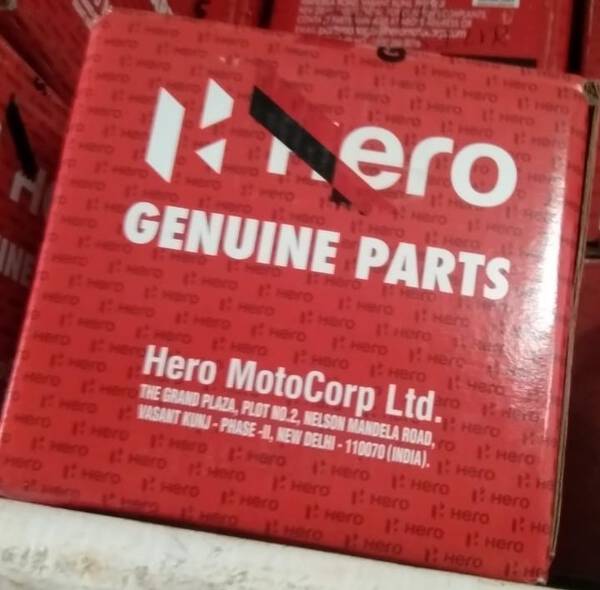 Hero
GENUINE PARTS
Hero MotoCorp Ltd.
THE GRAND PLAZA, PLOT NO.2, NELSON MANDELA ROAD,
VASANT KUNJ - PHASE -II, NEW DELHI - 110070 (INDIA).